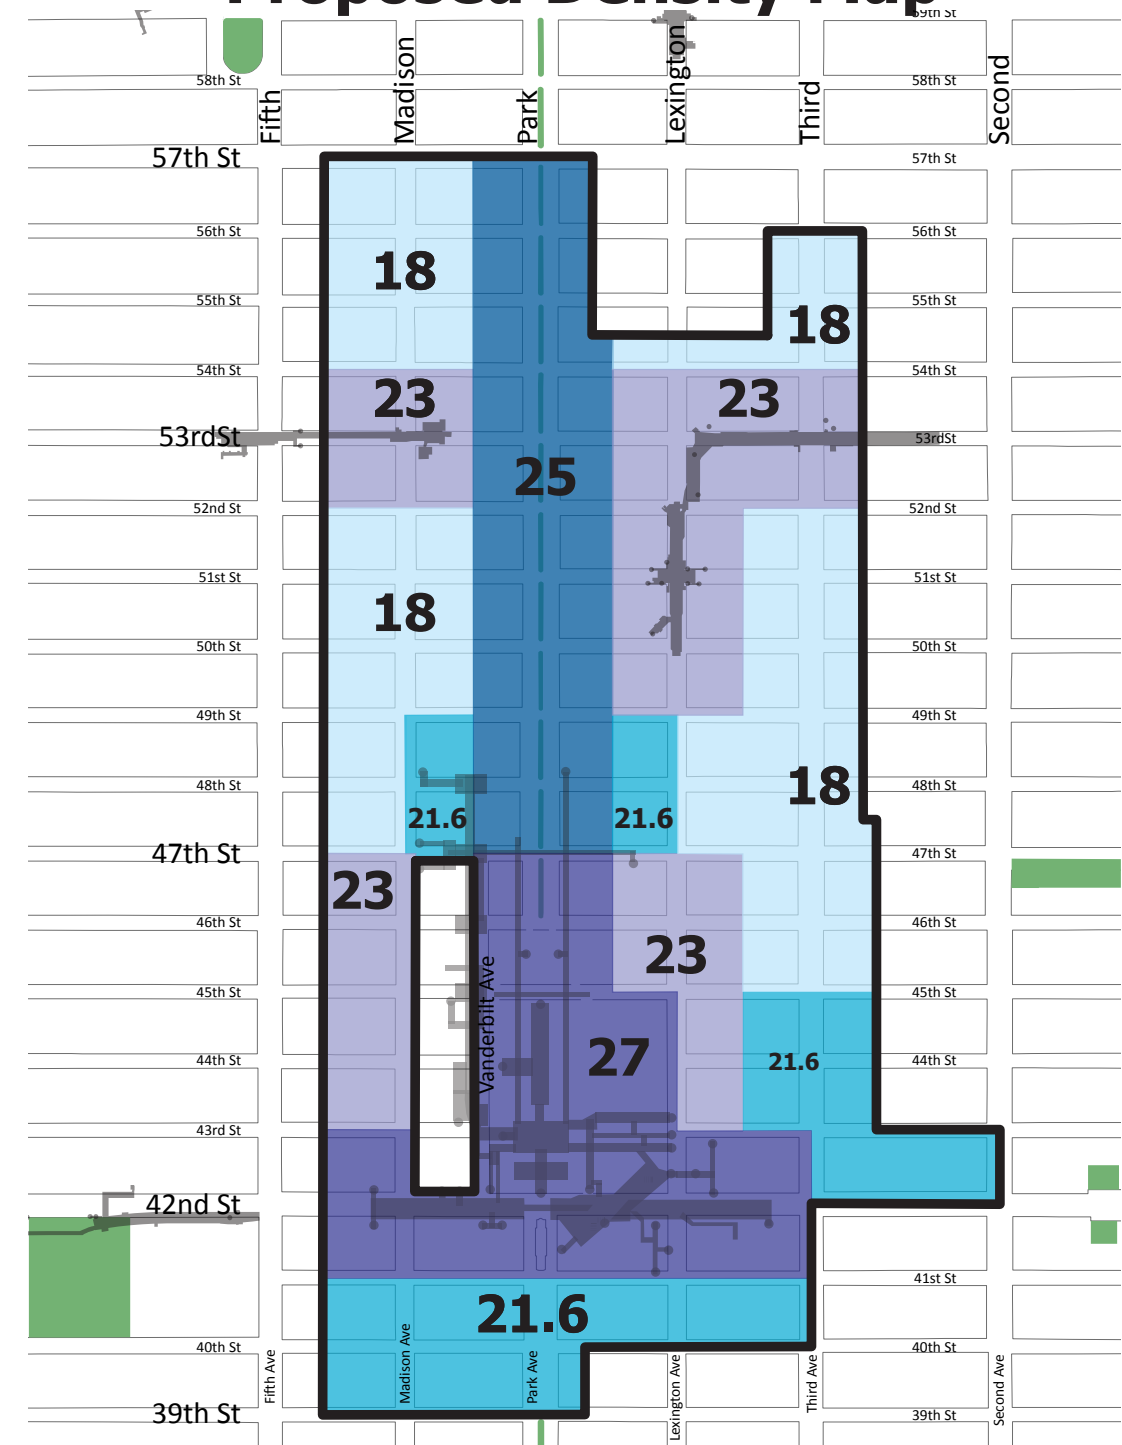 Proposed Density Map
59th St
58th St
58th St
Fifth
Madison
Park
Lexington
Third
Second
57th St
57th St
56th St
56th St
18
55th St
55th St
18
54th St
54th St
23
23
53rdSt
53rdSt
25
52nd St
52nd St
51st St
51st St
18
50th St
50th St
49th St
49th St
48th St
48th St
18
21.6
21.6
47th St
47th St
23
46th St
46th St
23
Vanderbilt Ave
45th St
45th St
27
21.6
44th St
44th St
43rd St
43rd St
42nd St
41st St
21.6
40th St
40th St
Fifth Ave
Madison Ave
Park Ave
Lexington Ave
Third Ave
Second Ave
39th St
39th St